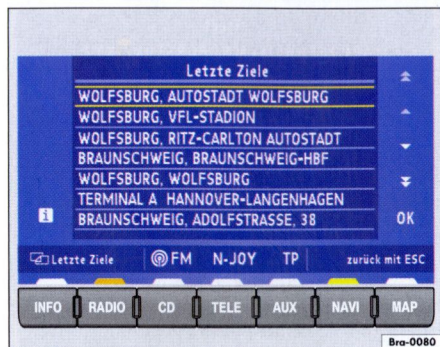 Letzte Ziele
WOLFSBURG, AUTOSTADT WOLFSBURG
WOLFSBURG, VFL-STADION
WOLFSBURG, RITZ-CARLTON AUTOSTADT
BRAUNSCHWEIG, BRAUNSCHWEIG-HBF
WOLFSBURG, WOLFSBURG
TERMINAL A HANNOVER-LANGENHAGEN
i BRAUNSCHWEIG, ADOLFSTRASSE, 38 OK
Letzte Ziele FM N-JOY TP zurück mit ESC
INFO RADIO CD TELE AUX NAVI MAP
Bra-0080